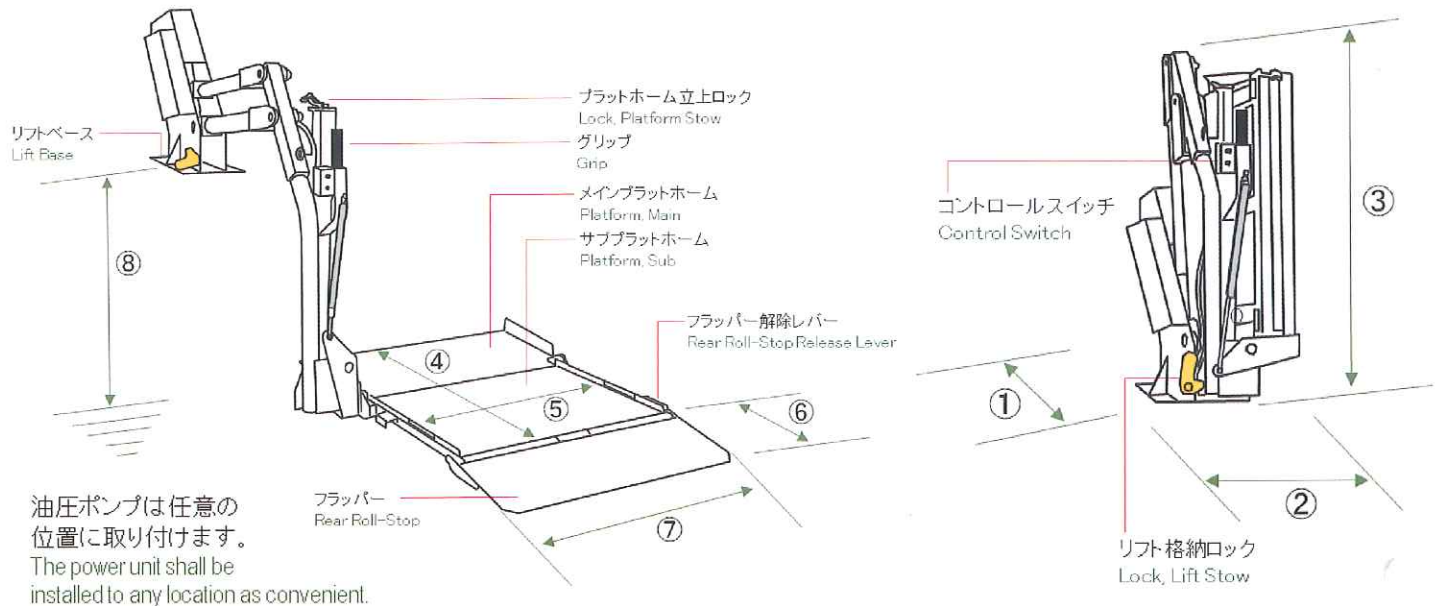 プラットホーム立上ロック
Lock, Platform Stow
グリップ
Grip
リフトベース
Lift Base
メインプラットホーム
Platform, Main
サブプラットホーム
Platform, Sub
フラッパー解除レバー
Rear Roll-Stop Release Lever
⑧
④
⑤
⑥
⑦
フラッパー
Rear Roll-Stop
油圧ポンプは任意の
位置に取り付けます。
The power unit shall be
installed to any location as convenient.
コントロールスイッチ
Control Switch
③
①
②
リフト格納ロック
Lock, Lift Stow